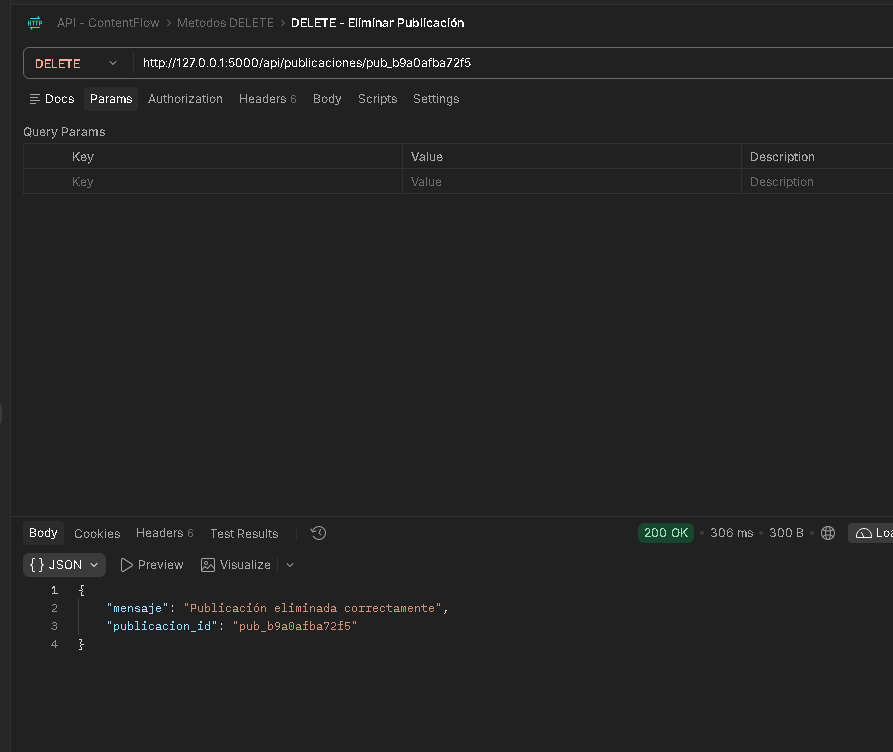 HTTP API - ContentFlow > Metodos DELETE > DELETE - Eliminar Publicación
DELETE http://127.0.0.1:5000/api/publicaciones/pub_b9a0afba72f5
Docs Params Authorization Headers 6 Body Scripts Settings
Query Params
Key Value Description
Key Value Description
Body Cookies Headers 6 Test Results 200 OK • 306 ms • 300 B
{} JSON Preview Visualize
1 {
2 "mensaje": "Publicación eliminada correctamente",
3 "publicacion_id": "pub_b9a0afba72f5"
4 }